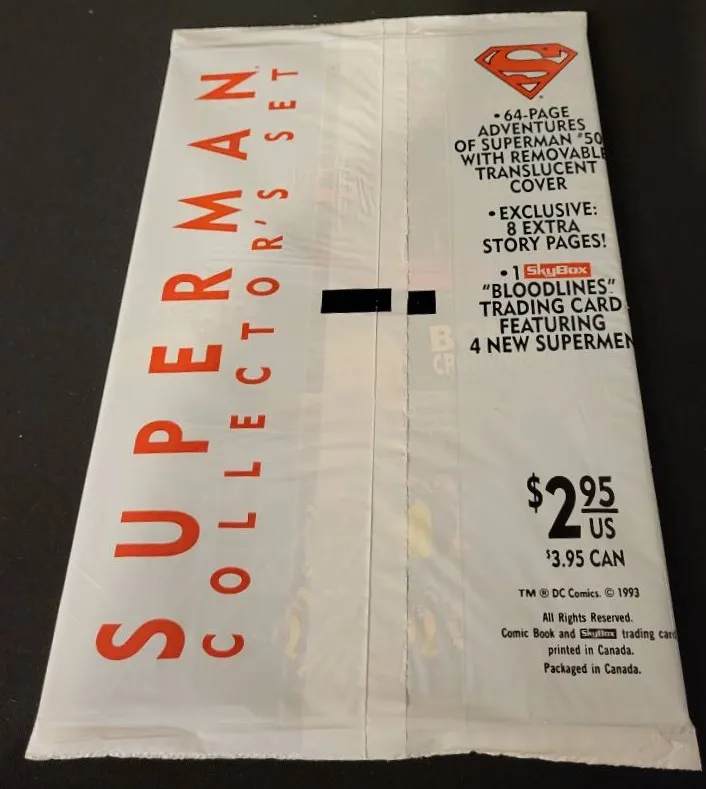 SUPERMAN
COLLECTOR'S SET
• 64-PAGE
ADVENTURES
OF SUPERMAN #50
WITH REMOVABLE
TRANSLUCENT
COVER
• EXCLUSIVE:
8 EXTRA
STORY PAGES!
• 1 SkyBox
"BLOODLINES"
TRADING CARD
FEATURING
4 NEW SUPERMEN
$2.95
US
$3.95 CAN
TM ® DC Comics. © 1993
All Rights Reserved.
Comic Book and SkyBox trading card
printed in Canada.
Packaged in Canada.